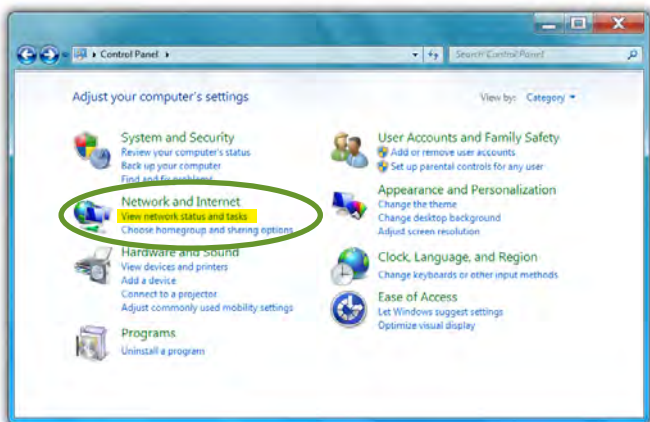 Control Panel
Search Control Panel
Adjust your computer's settings
View by: Category
System and Security
Review your computer's status
Back up your computer
Find and fix problems
Network and Internet
View network status and tasks
Choose homegroup and sharing options
Hardware and Sound
View devices and printers
Add a device
Connect to a projector
Adjust commonly used mobility settings
Programs
Uninstall a program
User Accounts and Family Safety
Add or remove user accounts
Set up parental controls for any user
Appearance and Personalization
Change the theme
Change desktop background
Adjust screen resolution
Clock, Language, and Region
Change keyboards or other input methods
Ease of Access
Let Windows suggest settings
Optimize visual display